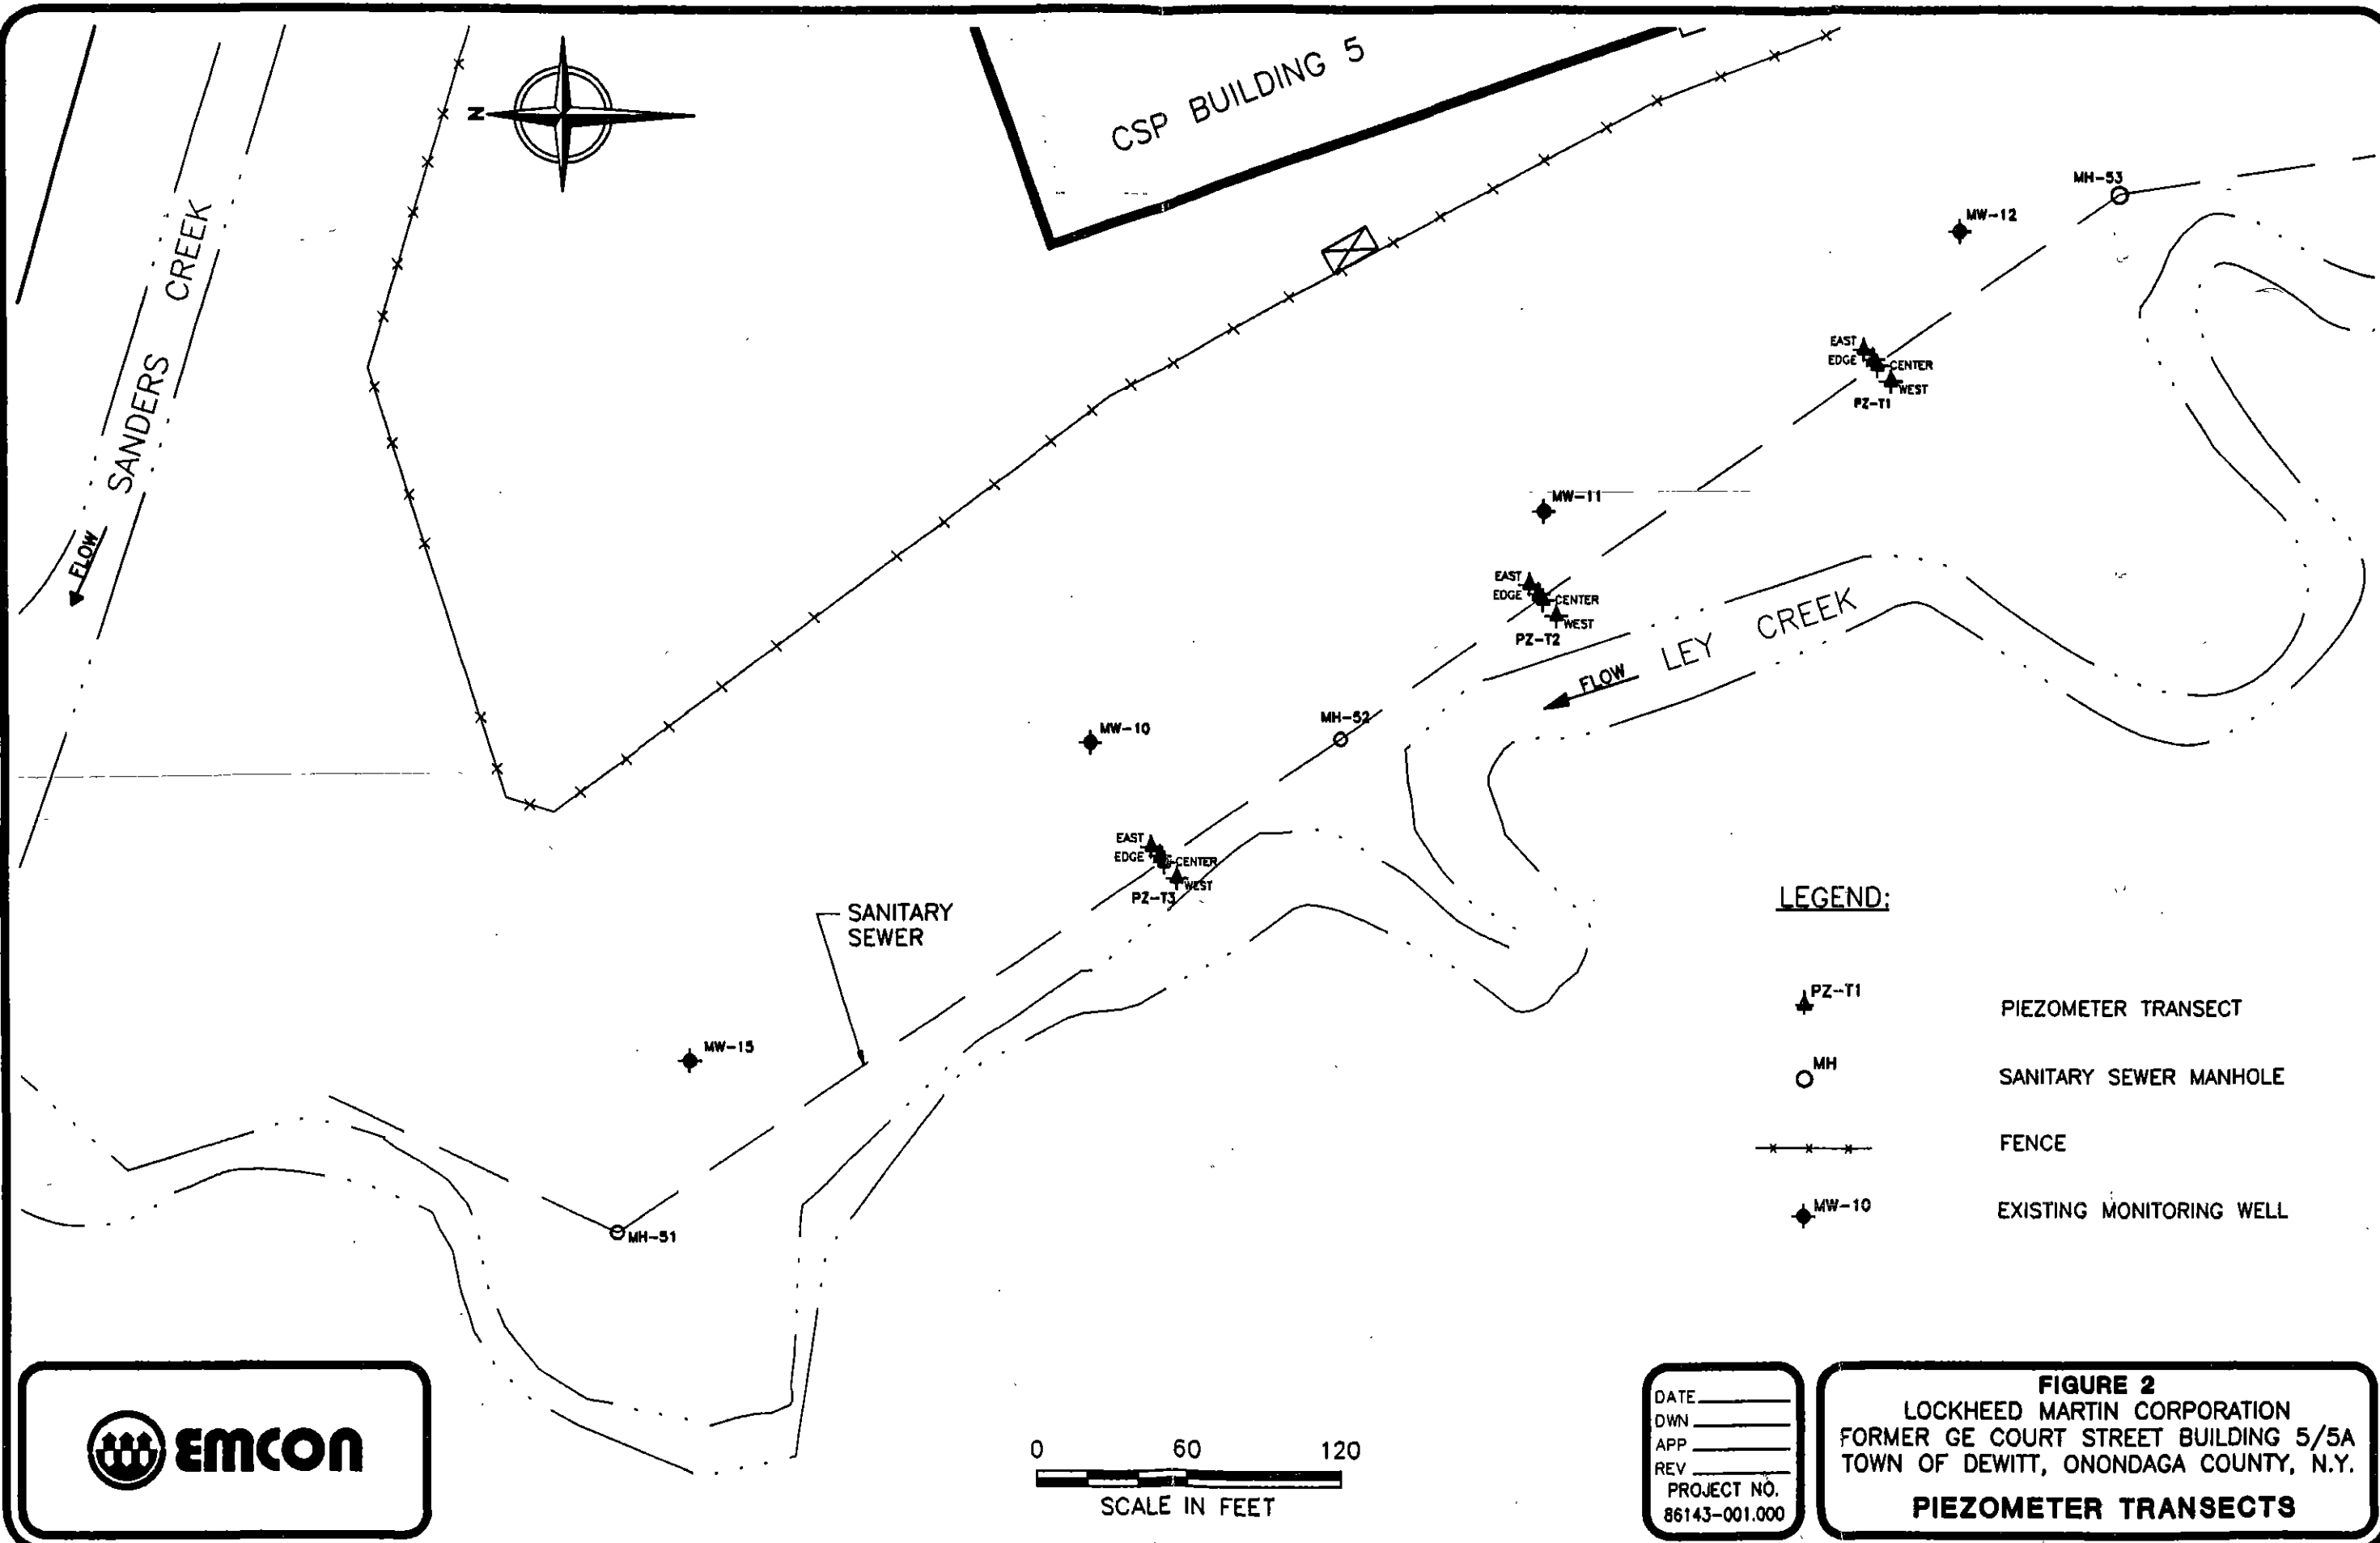 CSP BUILDING 5
N
SANDERS CREEK
FLOW
MH-53
MW-12
EAST
EDGE
CENTER
WEST
PZ-T1
MW-11
EAST
EDGE
CENTER
WEST
PZ-T2
FLOW
LEY CREEK
MW-10
MH-52
EAST
EDGE
CENTER
WEST
PZ-T3
SANITARY
SEWER
MW-15
MH-51
LEGEND:
PZ-T1 PIEZOMETER TRANSECT
MH SANITARY SEWER MANHOLE
FENCE
MW-10 EXISTING MONITORING WELL
EMCON
0 60 120
SCALE IN FEET
DATE
DWN
APP
REV
PROJECT NO.
86143-001.000
FIGURE 2
LOCKHEED MARTIN CORPORATION
FORMER GE COURT STREET BUILDING 5/5A
TOWN OF DEWITT, ONONDAGA COUNTY, N.Y.
PIEZOMETER TRANSECTS